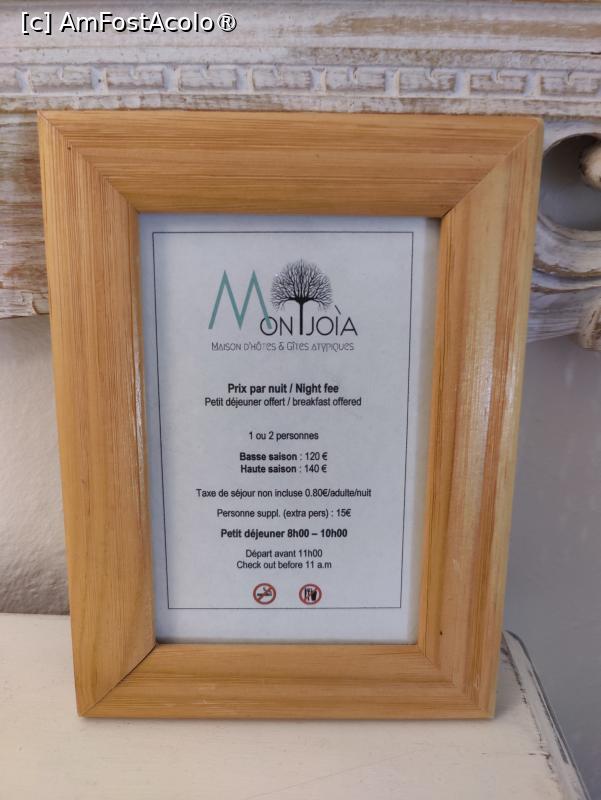 [c] AmFostAcolo®
MONTJOÌA
MAISON D'HÔTES & GÎTES ATYPIQUES
Prix par nuit / Night fee
Petit déjeuner offert / breakfast offered
1 ou 2 personnes
Basse saison : 120 €
Haute saison : 140 €
Taxe de séjour non incluse 0.80€/adulte/nuit
Personne suppl. (extra pers) : 15€
Petit déjeuner 8h00 – 10h00
Départ avant 11h00
Check out before 11 a.m